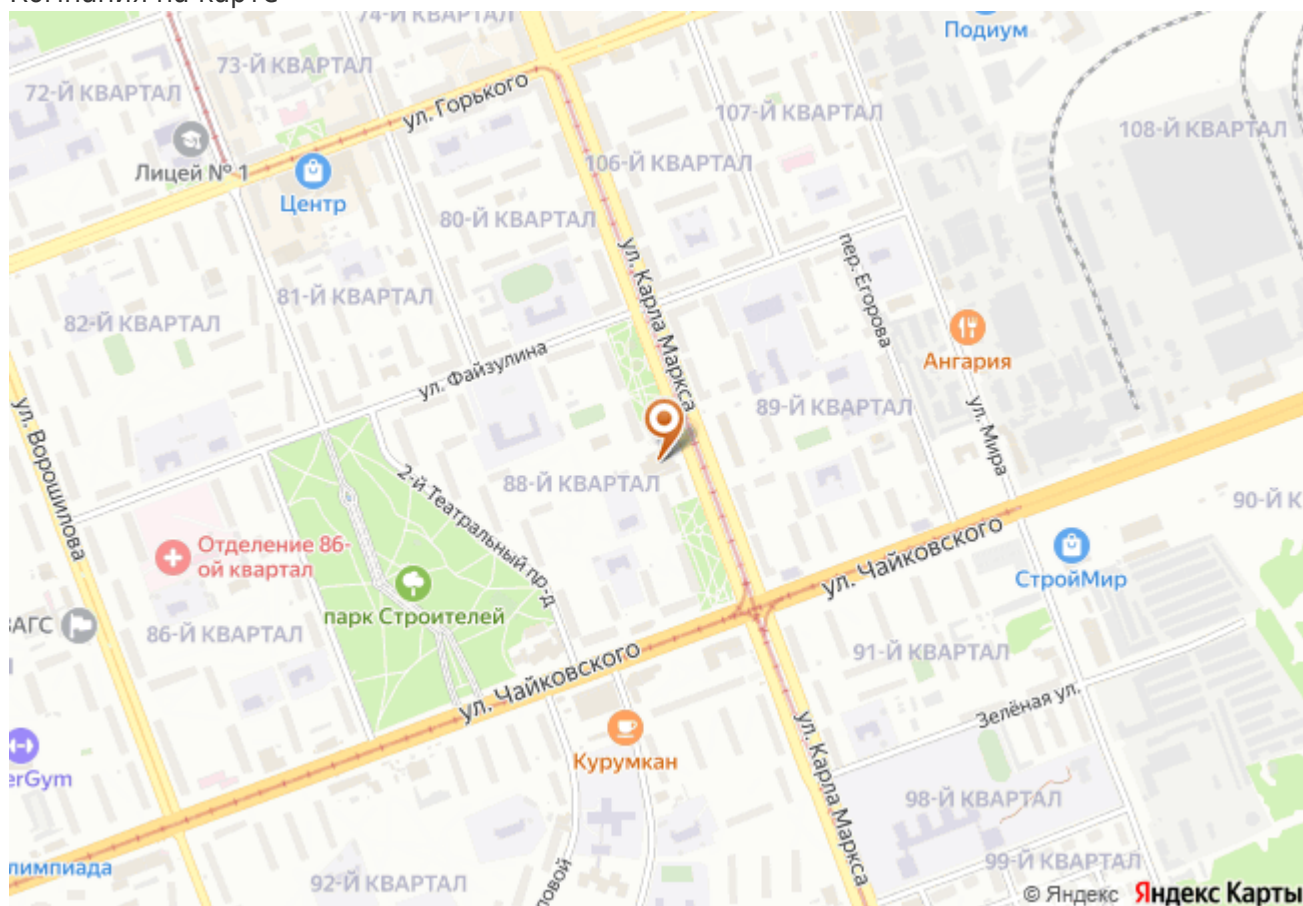 Компания на карте
74-Й КВАРТАЛ
Подиум
73-Й КВАРТАЛ
72-Й КВАРТАЛ
ул. Горького
107-Й КВАРТАЛ
108-Й КВАРТАЛ
Лицей № 1
106-Й КВАРТАЛ
Центр
80-Й КВАРТАЛ
ул. Карла Маркса
пер. Егорова
81-Й КВАРТАЛ
82-Й КВАРТАЛ
ул. Файзулина
Ангария
ул. Ворошилова
89-Й КВАРТАЛ
ул. Мира
2-й Театральный пр-д
88-Й КВАРТАЛ
90-Й К
Отделение 86-
ой квартал
ул. Чайковского
СтройМир
парк Строителей
АГС
86-Й КВАРТАЛ
91-Й КВАРТАЛ
ул. Чайковского
Зелёная ул.
erGym
Курумкан
ул. Карла Маркса
98-Й КВАРТАЛ
лимпиада
92-Й КВАРТАЛ
овой
99-Й КВАРТАЛ
© Яндекс Яндекс Карты